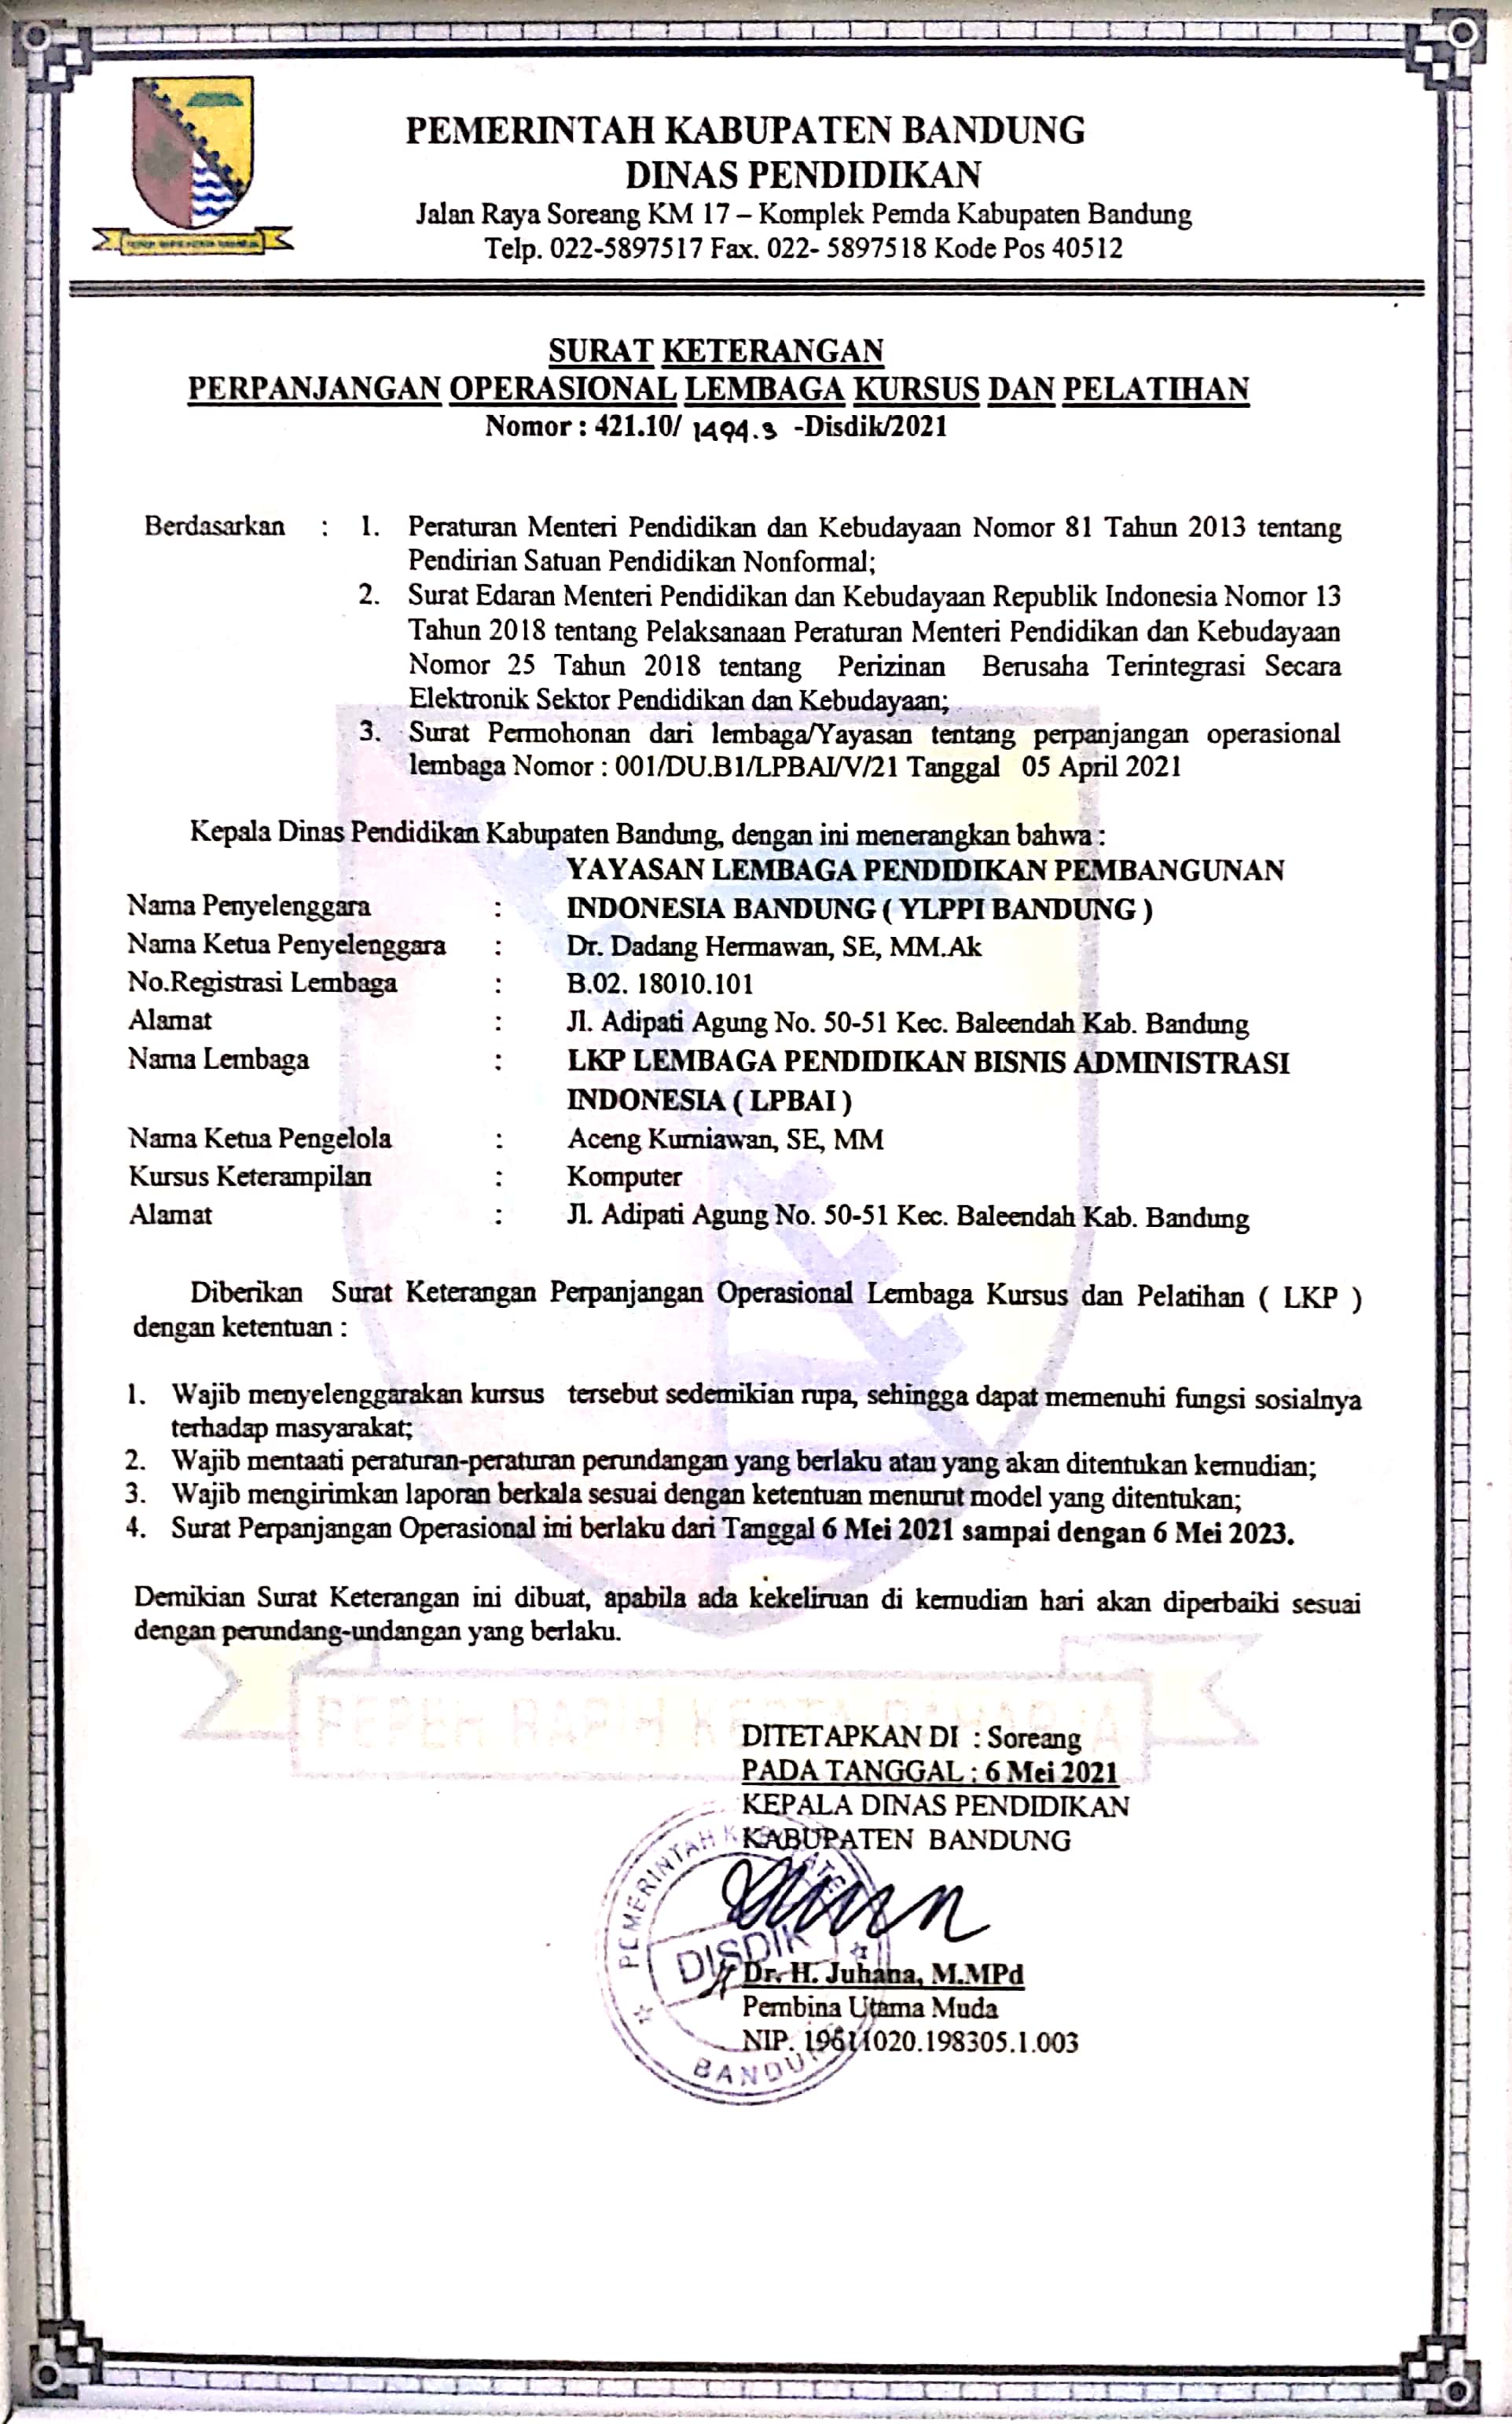 PEMERINTAH KABUPATEN BANDUNG
DINAS PENDIDIKAN
Jalan Raya Soreang KM 17 – Komplek Pemda Kabupaten Bandung
Telp. 022-5897517 Fax. 022- 5897518 Kode Pos 40512
SURAT KETERANGAN
PERPANJANGAN OPERASIONAL LEMBAGA KURSUS DAN PELATIHAN
Nomor : 421.10/ 1494.3 -Disdik/2021
Berdasarkan : 1. Peraturan Menteri Pendidikan dan Kebudayaan Nomor 81 Tahun 2013 tentang
Pendirian Satuan Pendidikan Nonformal;
2. Surat Edaran Menteri Pendidikan dan Kebudayaan Republik Indonesia Nomor 13
Tahun 2018 tentang Pelaksanaan Peraturan Menteri Pendidikan dan Kebudayaan
Nomor 25 Tahun 2018 tentang Perizinan Berusaha Terintegrasi Secara
Elektronik Sektor Pendidikan dan Kebudayaan;
3. Surat Permohonan dari lembaga/Yayasan tentang perpanjangan operasional
lembaga Nomor : 001/DU.B1/LPBAI/V/21 Tanggal 05 April 2021
Kepala Dinas Pendidikan Kabupaten Bandung, dengan ini menerangkan bahwa :
YAYASAN LEMBAGA PENDIDIKAN PEMBANGUNAN
Nama Penyelenggara : INDONESIA BANDUNG ( YLPPI BANDUNG )
Nama Ketua Penyelenggara : Dr. Dadang Hermawan, SE, MM.Ak
No.Registrasi Lembaga : B.02. 18010.101
Alamat : Jl. Adipati Agung No. 50-51 Kec. Baleendah Kab. Bandung
Nama Lembaga : LKP LEMBAGA PENDIDIKAN BISNIS ADMINISTRASI
INDONESIA ( LPBAI )
Nama Ketua Pengelola : Aceng Kurniawan, SE, MM
Kursus Keterampilan : Komputer
Alamat : Jl. Adipati Agung No. 50-51 Kec. Baleendah Kab. Bandung
Diberikan Surat Keterangan Perpanjangan Operasional Lembaga Kursus dan Pelatihan ( LKP )
dengan ketentuan :
1. Wajib menyelenggarakan kursus tersebut sedemikian rupa, sehingga dapat memenuhi fungsi sosialnya
terhadap masyarakat;
2. Wajib mentaati peraturan-peraturan perundangan yang berlaku atau yang akan ditentukan kemudian;
3. Wajib mengirimkan laporan berkala sesuai dengan ketentuan menurut model yang ditentukan;
4. Surat Perpanjangan Operasional ini berlaku dari Tanggal 6 Mei 2021 sampai dengan 6 Mei 2023.
Demikian Surat Keterangan ini dibuat, apabila ada kekeliruan di kemudian hari akan diperbaiki sesuai
dengan perundang-undangan yang berlaku.
DITETAPKAN DI : Soreang
PADA TANGGAL : 6 Mei 2021
KEPALA DINAS PENDIDIKAN
KABUPATEN BANDUNG
PEMERINTAH KABUPATEN
DISDIK
BANDUNG
Dr. H. Juhana, M.MPd
Pembina Utama Muda
NIP. 19611020.198305.1.003